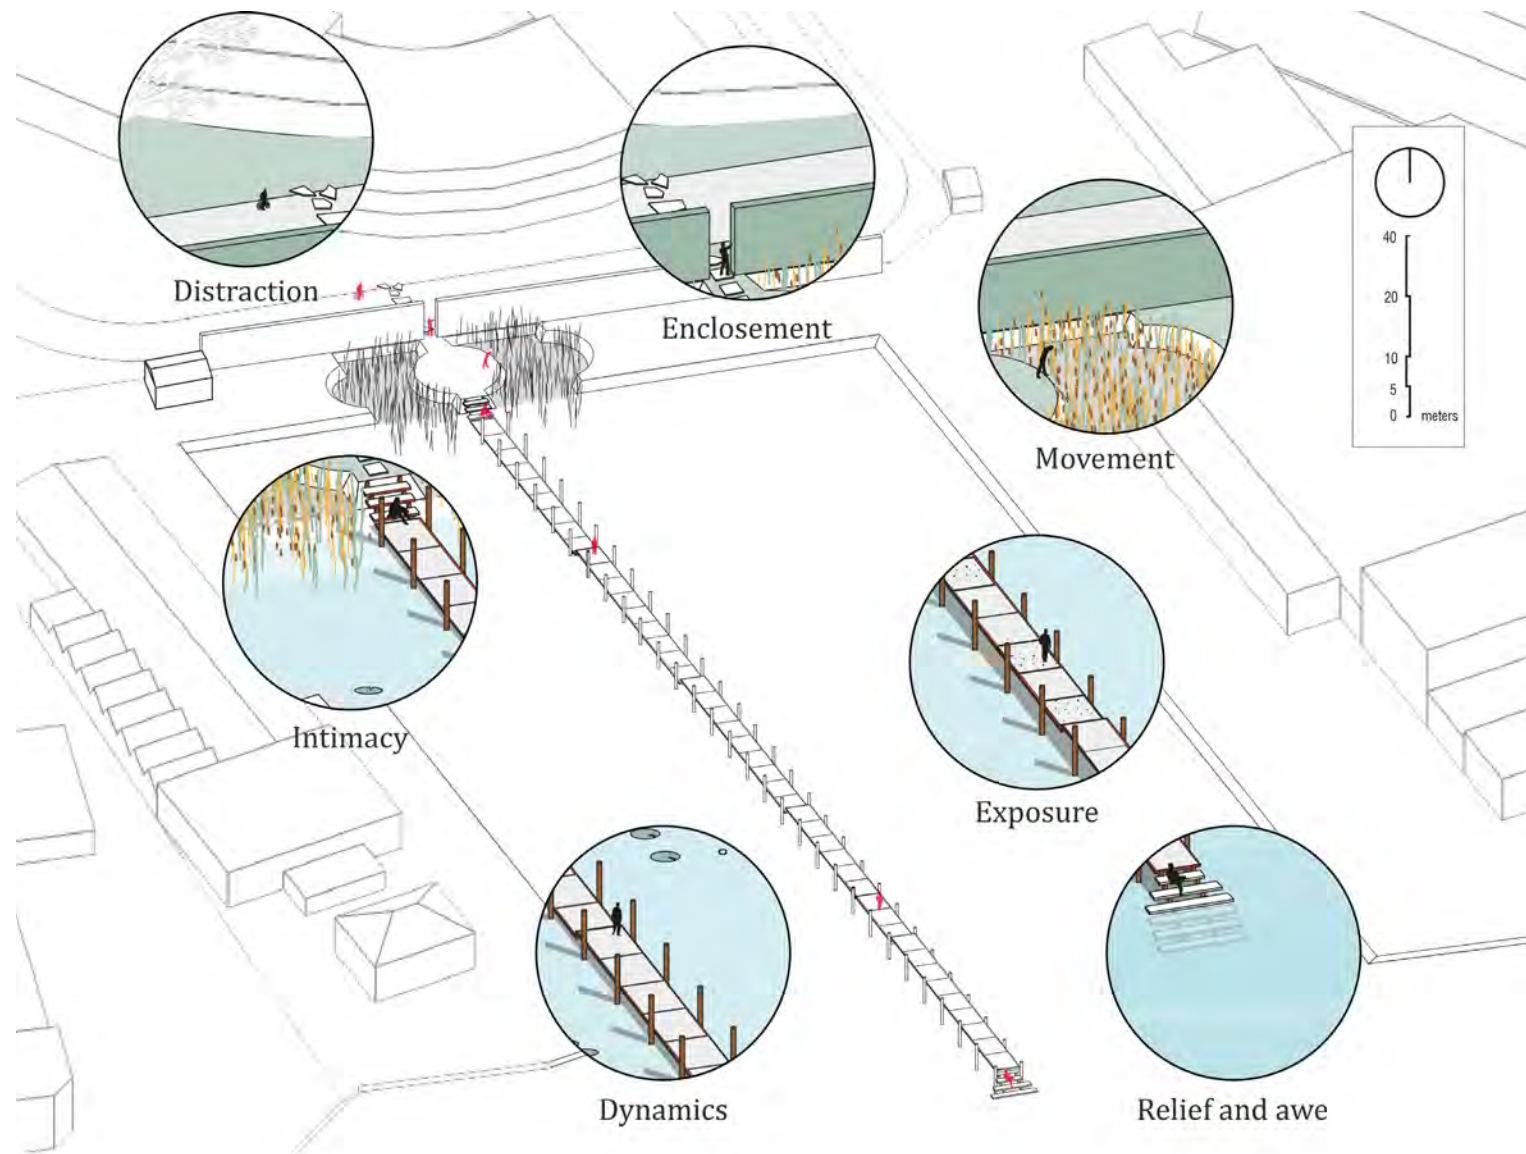 Distraction
Enclosement
Movement
40
20
10
5
0 meters
Intimacy
Exposure
Dynamics
Relief and awe